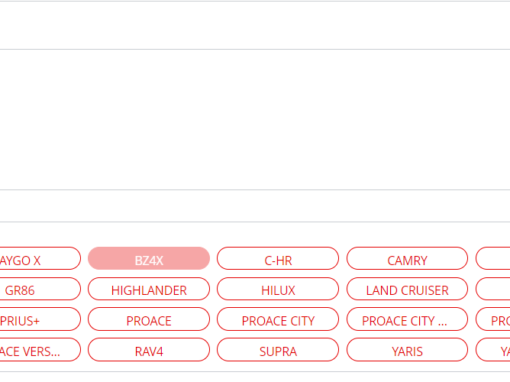 AYGO X BZ4X C-HR CAMRY
GR86 HIGHLANDER HILUX LAND CRUISER
PRIUS+ PROACE PROACE CITY PROACE CITY ... PRO
ACE VERS... RAV4 SUPRA YARIS YA